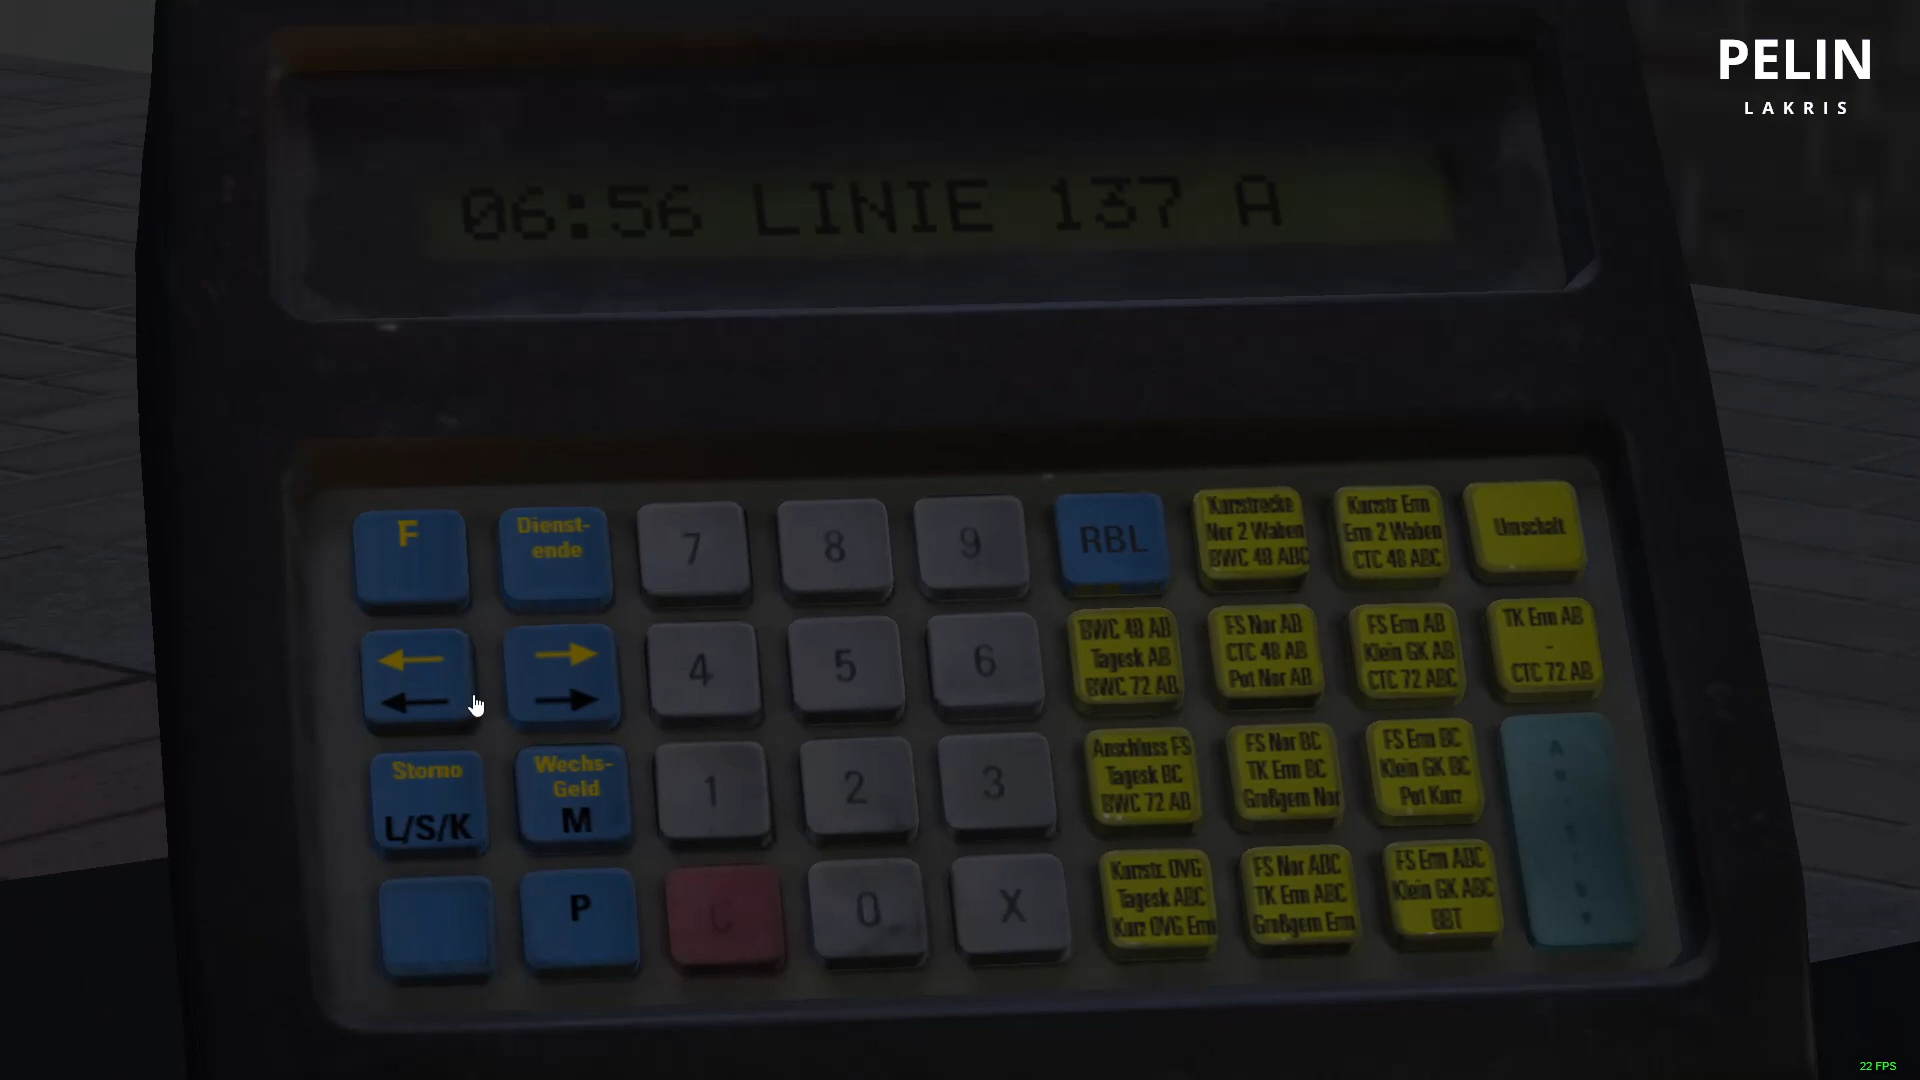 PELIN
LAKRIS
06:56 LINIE 137 A
F
Dienst-
ende
7
8
9
RBL
Kurzstrecke
Nor 2 Waben
BWC 48 ABC
Kurzstr Erm
Erm 2 Waben
CTC 48 ABC
Umschalt
4
5
6
BWC 48 AB
Tagesk AB
BWC 72 AB
FS Nor AB
CTC 48 AB
Pot Nor AB
FS Erm AB
Klein GK AB
CTC 72 ABC
TK Erm AB
-
CTC 72 AB
Storno
L/S/K
Wechs-
Geld
M
1
2
3
Anschluss FS
Tagesk BC
BWC 72 AB
FS Nor BC
TK Erm BC
Großgem Nor
FS Erm BC
Klein GK BC
Pot Kurz
P
C
0
X
Kurzstr. OVG
Tagesk ABC
Kurz OVG Erm
FS Nor ABC
TK Erm ABC
Großgem Erm
FS Erm ABC
Klein GK ABC
BBT
22 FPS